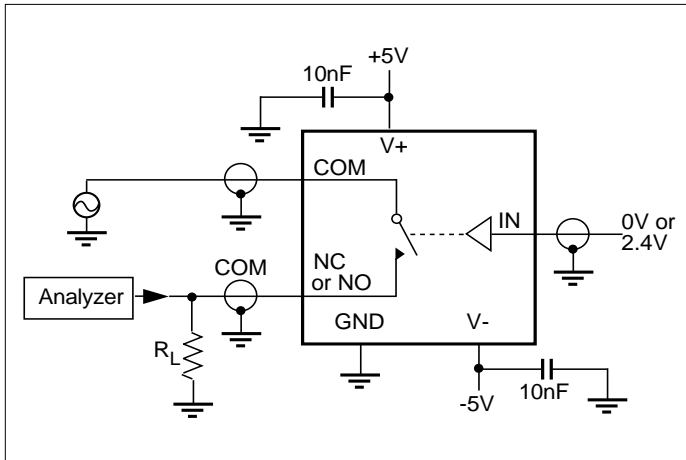 +5V
10nF
V+
COM
IN
0V or
2.4V
COM
NC
or NO
Analyzer
GND
V-
RL
-5V
10nF